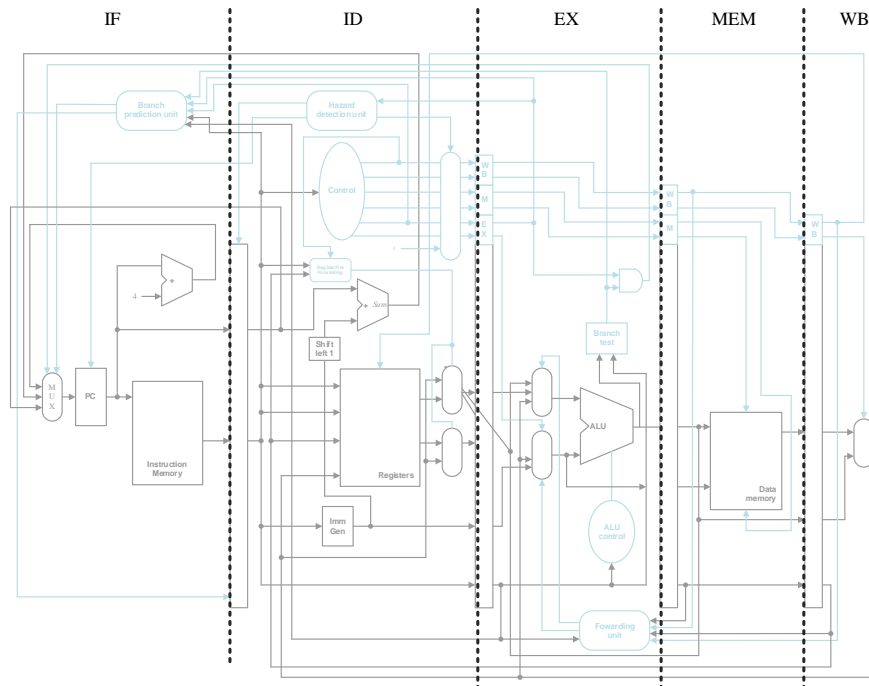 IF
ID
EX
MEM
WB
Branch
prediction unit
Hazard
detection unit
Control
W
B
M
E
X
W
B
M
W
B
+
4
+
Sum
Shift
left 1
Branch
test
M
U
X
PC
Instruction
Memory
Registers
ALU
Data
memory
Imm
Gen
ALU
control
Fowarding
unit